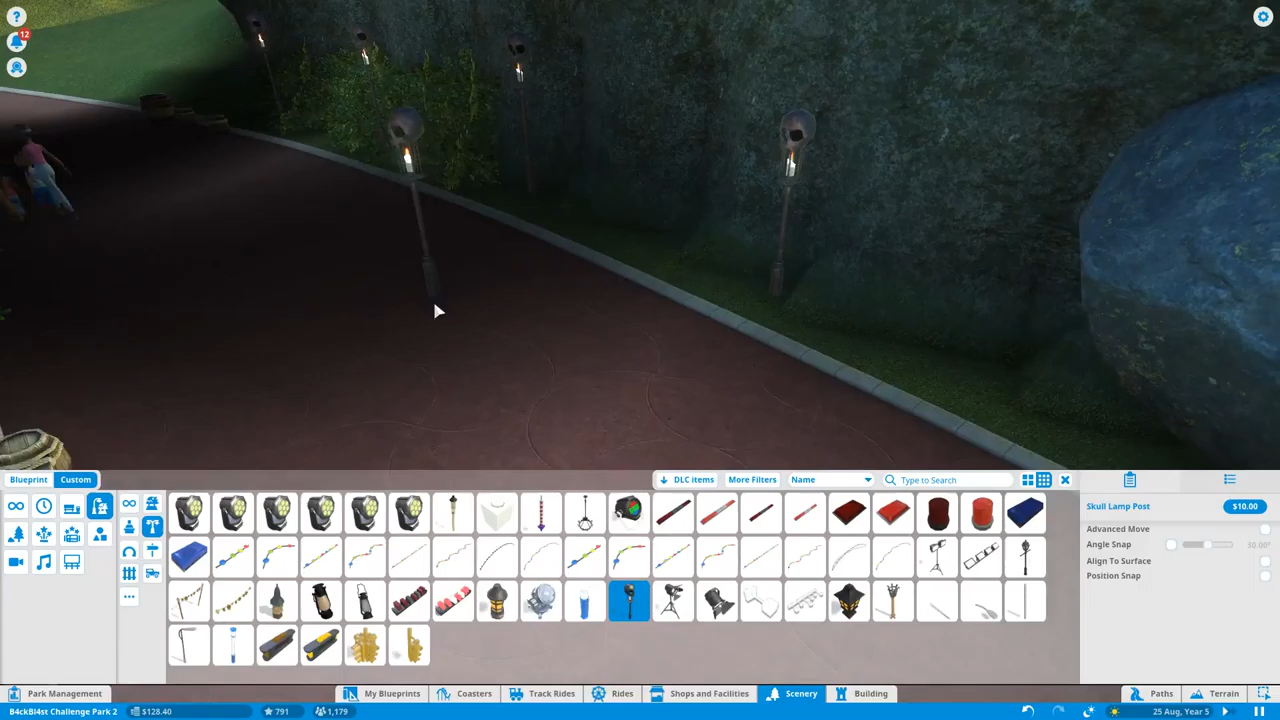 12
Blueprint Custom DLC items More Filters Name Type to Search
Skull Lamp Post $10.00
Advanced Move
Angle Snap 30.00°
Align To Surface
Position Snap
Park Management My Blueprints Coasters Track Rides Rides Shops and Facilities Scenery Building Paths Terrain
B4ckBl4st Challenge Park 2 $128.40 791 1,179 25 Aug, Year 5